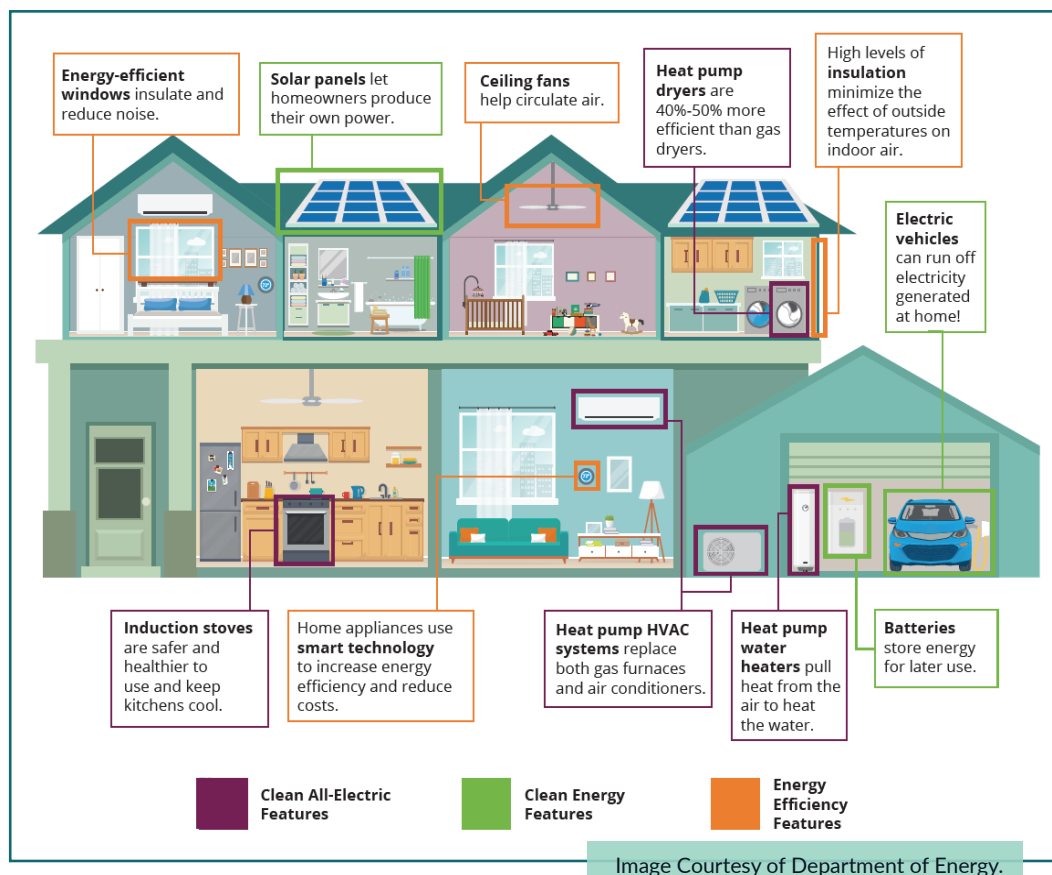 Energy-efficient
windows insulate and
reduce noise.
Solar panels let
homeowners produce
their own power.
Ceiling fans
help circulate air.
Heat pump
dryers are
40%-50% more
efficient than gas
dryers.
High levels of
insulation
minimize the
effect of outside
temperatures on
indoor air.
Electric
vehicles
can run off
electricity
generated
at home!
Induction stoves
are safer and
healthier to
use and keep
kitchens cool.
Home appliances use
smart technology
to increase energy
efficiency and reduce
costs.
Heat pump HVAC
systems replace
both gas furnaces
and air conditioners.
Heat pump
water
heaters pull
heat from the
air to heat
the water.
Batteries
store energy
for later use.
Clean All-Electric
Features
Clean Energy
Features
Energy
Efficiency
Features
Image Courtesy of Department of Energy.